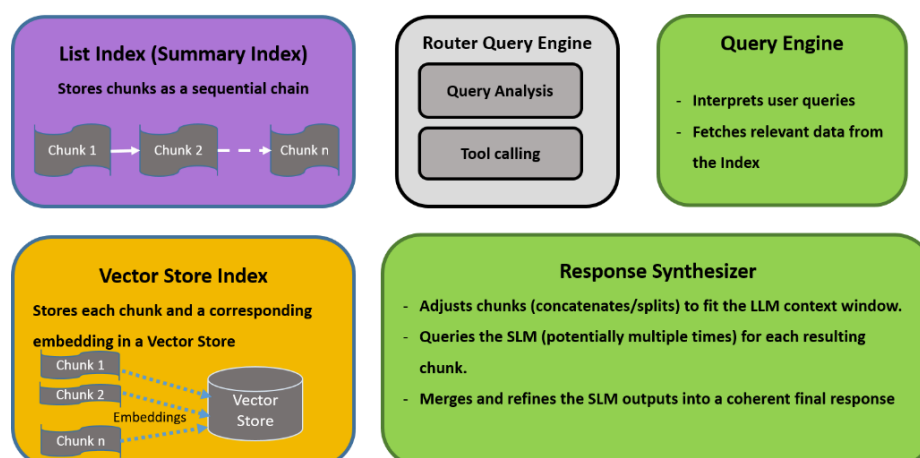 List Index (Summary Index)
Stores chunks as a sequential chain
Chunk 1
Chunk 2
Chunk n
Router Query Engine
Query Analysis
Tool calling
Query Engine
- Interprets user queries
- Fetches relevant data from
the Index
Vector Store Index
Stores each chunk and a corresponding
embedding in a Vector Store
Chunk 1
Chunk 2
Chunk n
Embeddings
Vector
Store
Response Synthesizer
- Adjusts chunks (concatenates/splits) to fit the LLM context window.
- Queries the SLM (potentially multiple times) for each resulting
chunk.
- Merges and refines the SLM outputs into a coherent final response